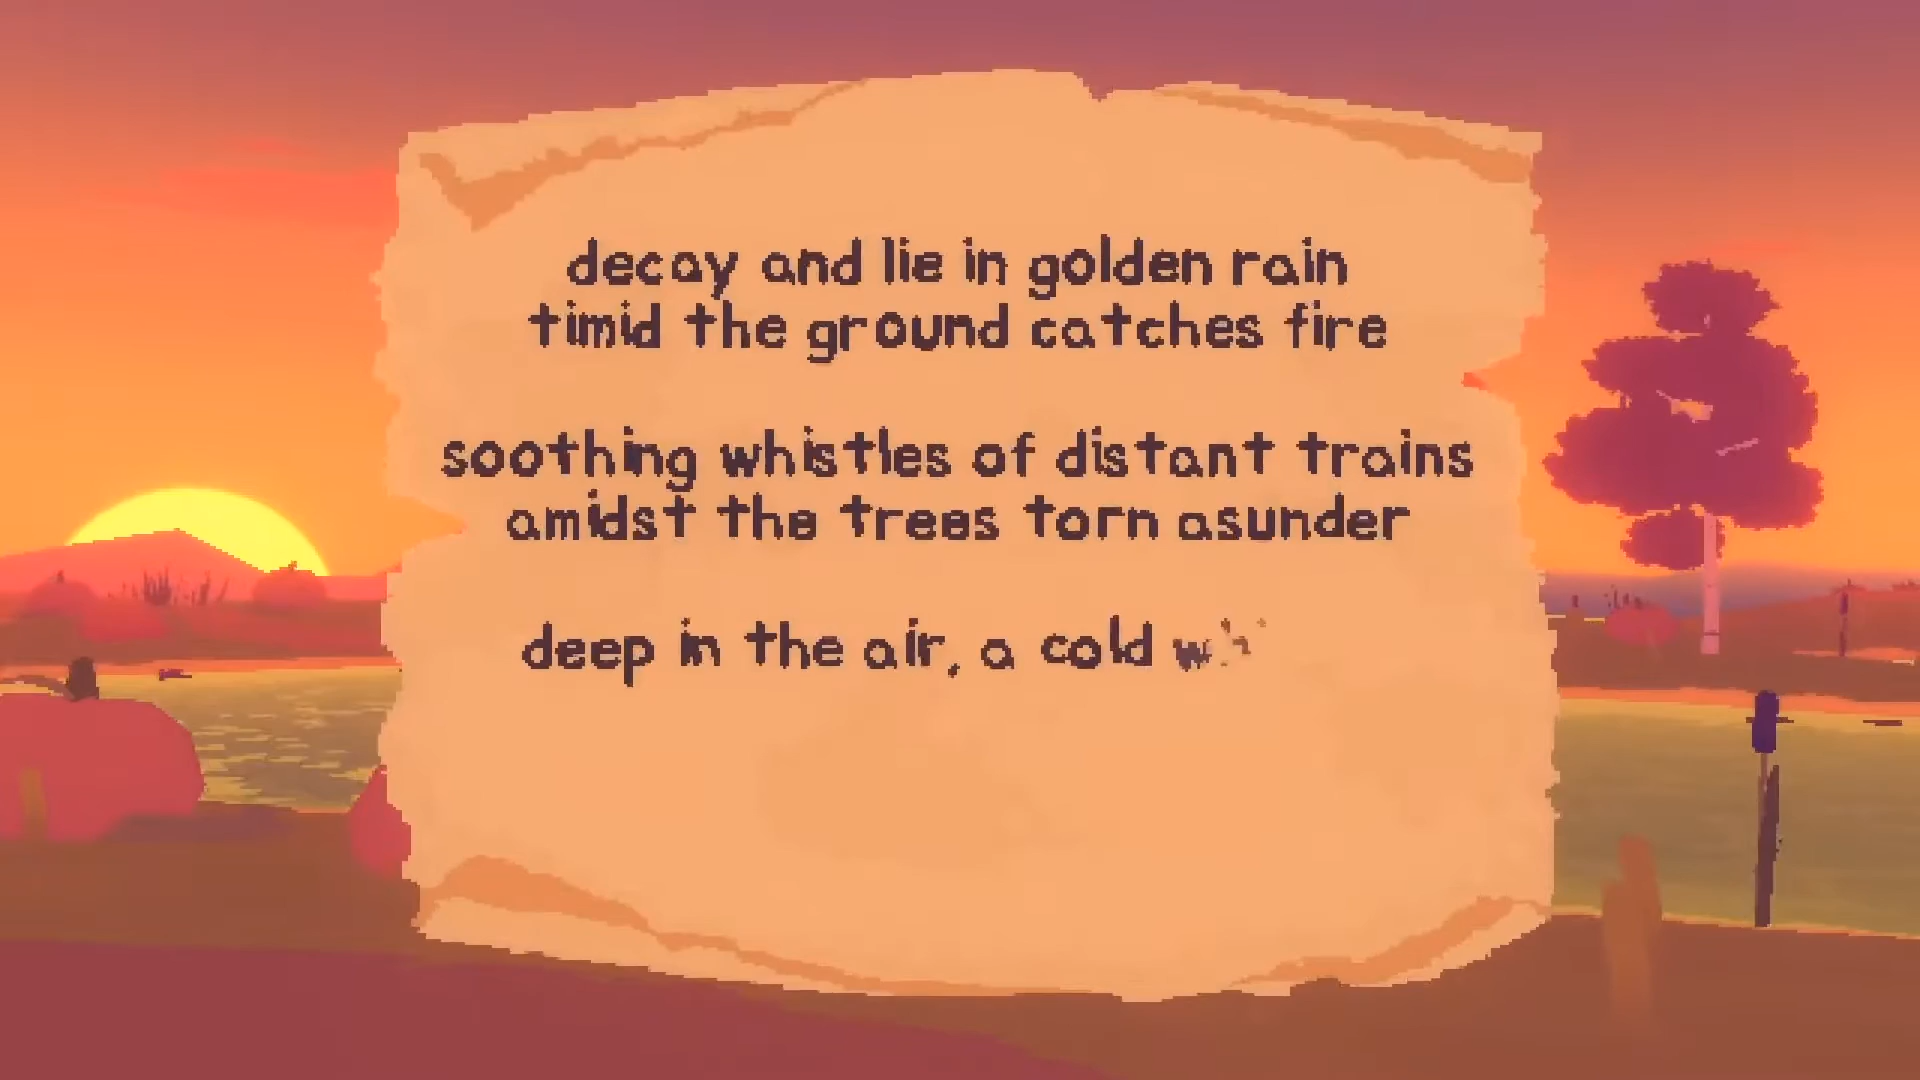 decay and lie in golden rain
timid the ground catches fire
soothing whistles of distant trains
amidst the trees torn asunder
deep in the air, a cold